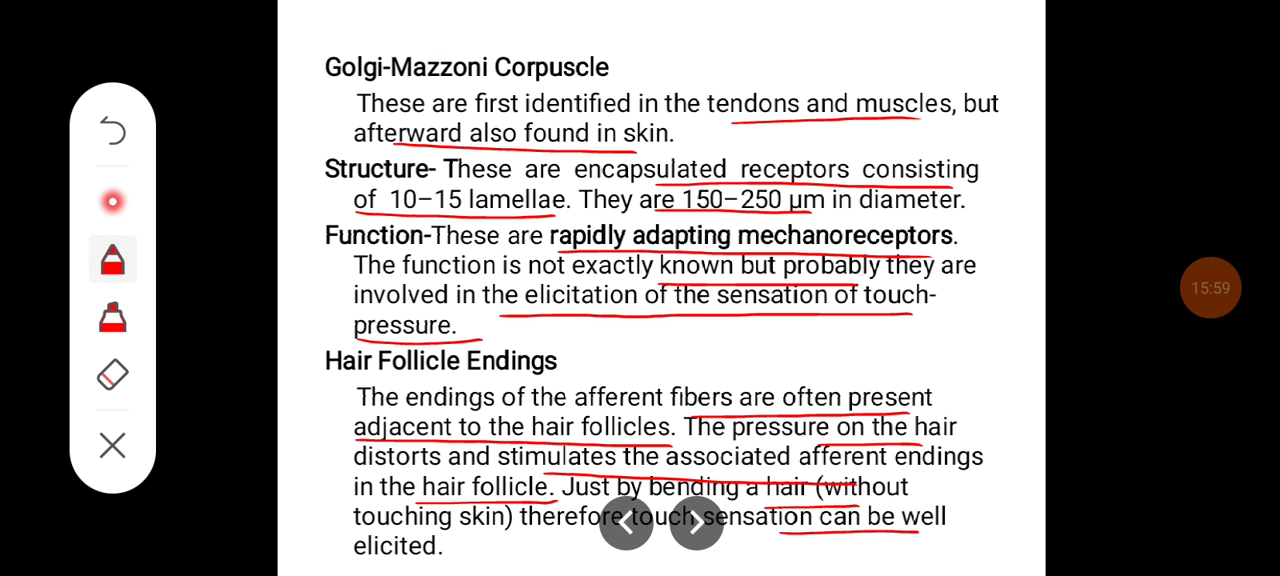 Golgi-Mazzoni Corpuscle
These are first identified in the tendons and muscles, but
afterward also found in skin.
Structure- These are encapsulated receptors consisting
of 10–15 lamellae. They are 150–250 µm in diameter.
Function-These are rapidly adapting mechanoreceptors.
The function is not exactly known but probably they are
involved in the elicitation of the sensation of touch-
pressure.
15:59
Hair Follicle Endings
The endings of the afferent fibers are often present
adjacent to the hair follicles. The pressure on the hair
distorts and stimulates the associated afferent endings
in the hair follicle. Just by bending a hair (without
touching skin) therefore touch sensation can be well
elicited.